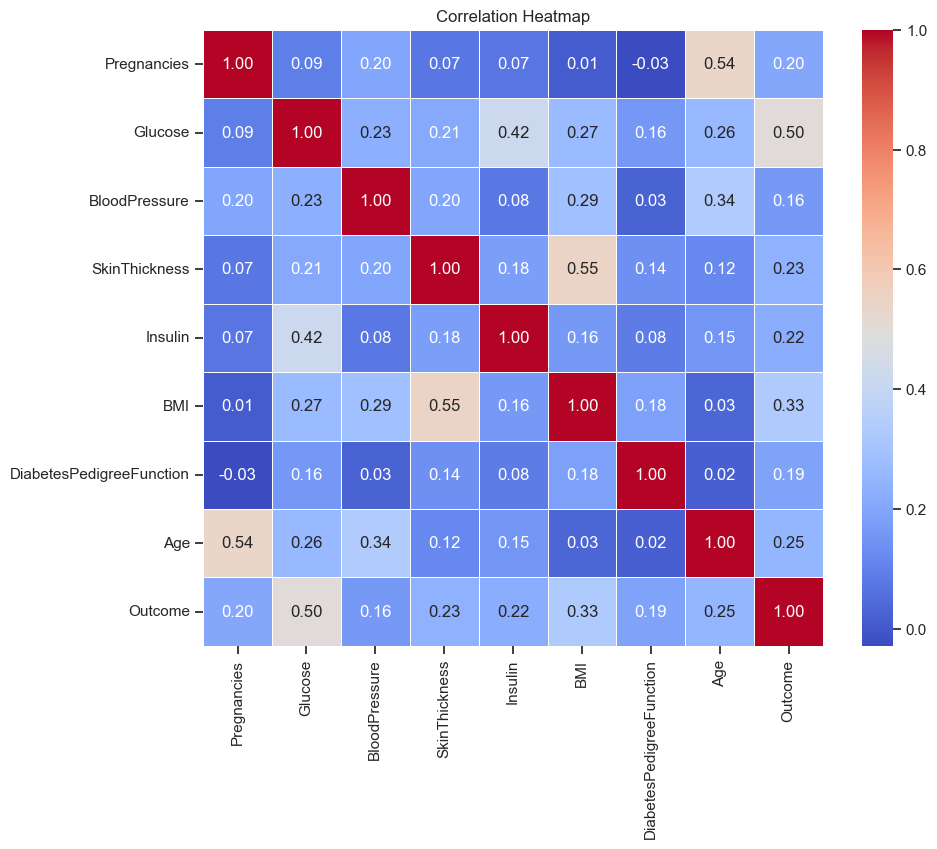 Correlation Heatmap
Pregnancies 1.00 0.09 0.20 0.07 0.07 0.01 -0.03 0.54 0.20
Glucose 0.09 1.00 0.23 0.21 0.42 0.27 0.16 0.26 0.50
BloodPressure 0.20 0.23 1.00 0.20 0.08 0.29 0.03 0.34 0.16
SkinThickness 0.07 0.21 0.20 1.00 0.18 0.55 0.14 0.12 0.23
Insulin 0.07 0.42 0.08 0.18 1.00 0.16 0.08 0.15 0.22
BMI 0.01 0.27 0.29 0.55 0.16 1.00 0.18 0.03 0.33
DiabetesPedigreeFunction -0.03 0.16 0.03 0.14 0.08 0.18 1.00 0.02 0.19
Age 0.54 0.26 0.34 0.12 0.15 0.03 0.02 1.00 0.25
Outcome 0.20 0.50 0.16 0.23 0.22 0.33 0.19 0.25 1.00
Pregnancies
Glucose
BloodPressure
SkinThickness
Insulin
BMI
DiabetesPedigreeFunction
Age
Outcome
1.0
0.8
0.6
0.4
0.2
0.0